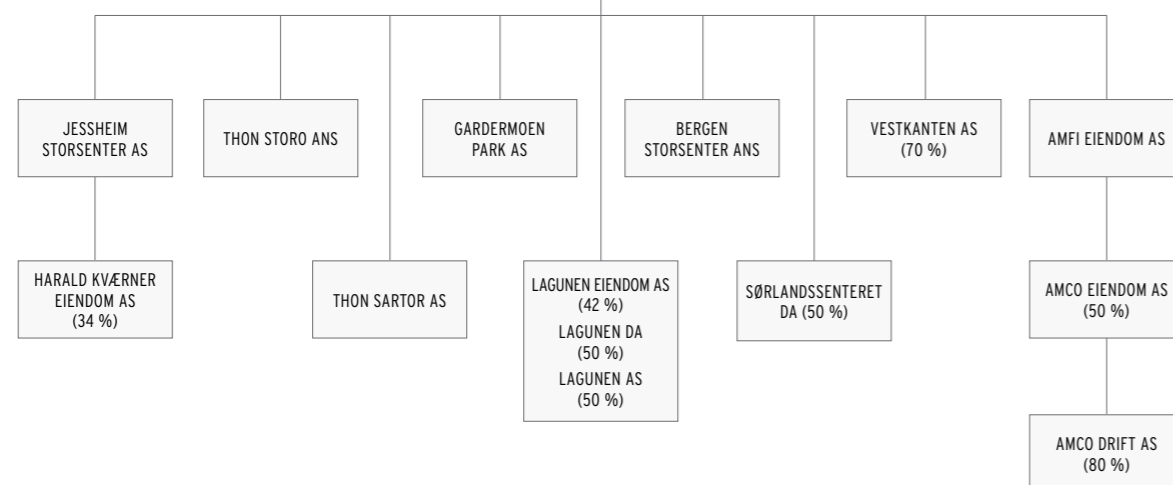 JESSHEIM
STORSENTER AS
THON STORO ANS
GARDERMOEN
PARK AS
BERGEN
STORSENTER ANS
VESTKANTEN AS
(70 %)
AMFI EIENDOM AS
HARALD KVÆRNER
EIENDOM AS
(34 %)
THON SARTOR AS
LAGUNEN EIENDOM AS
(42 %)
LAGUNEN DA
(50 %)
LAGUNEN AS
(50 %)
SØRLANDSSENTERET
DA (50 %)
AMCO EIENDOM AS
(50 %)
AMCO DRIFT AS
(80 %)